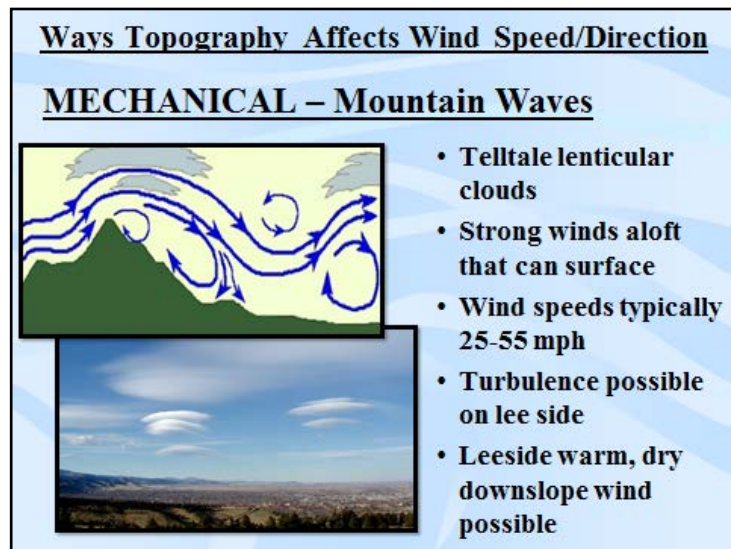 Ways Topography Affects Wind Speed/Direction
MECHANICAL – Mountain Waves
• Telltale lenticular
clouds
• Strong winds aloft
that can surface
• Wind speeds typically
25-55 mph
• Turbulence possible
on lee side
• Leeside warm, dry
downslope wind
possible